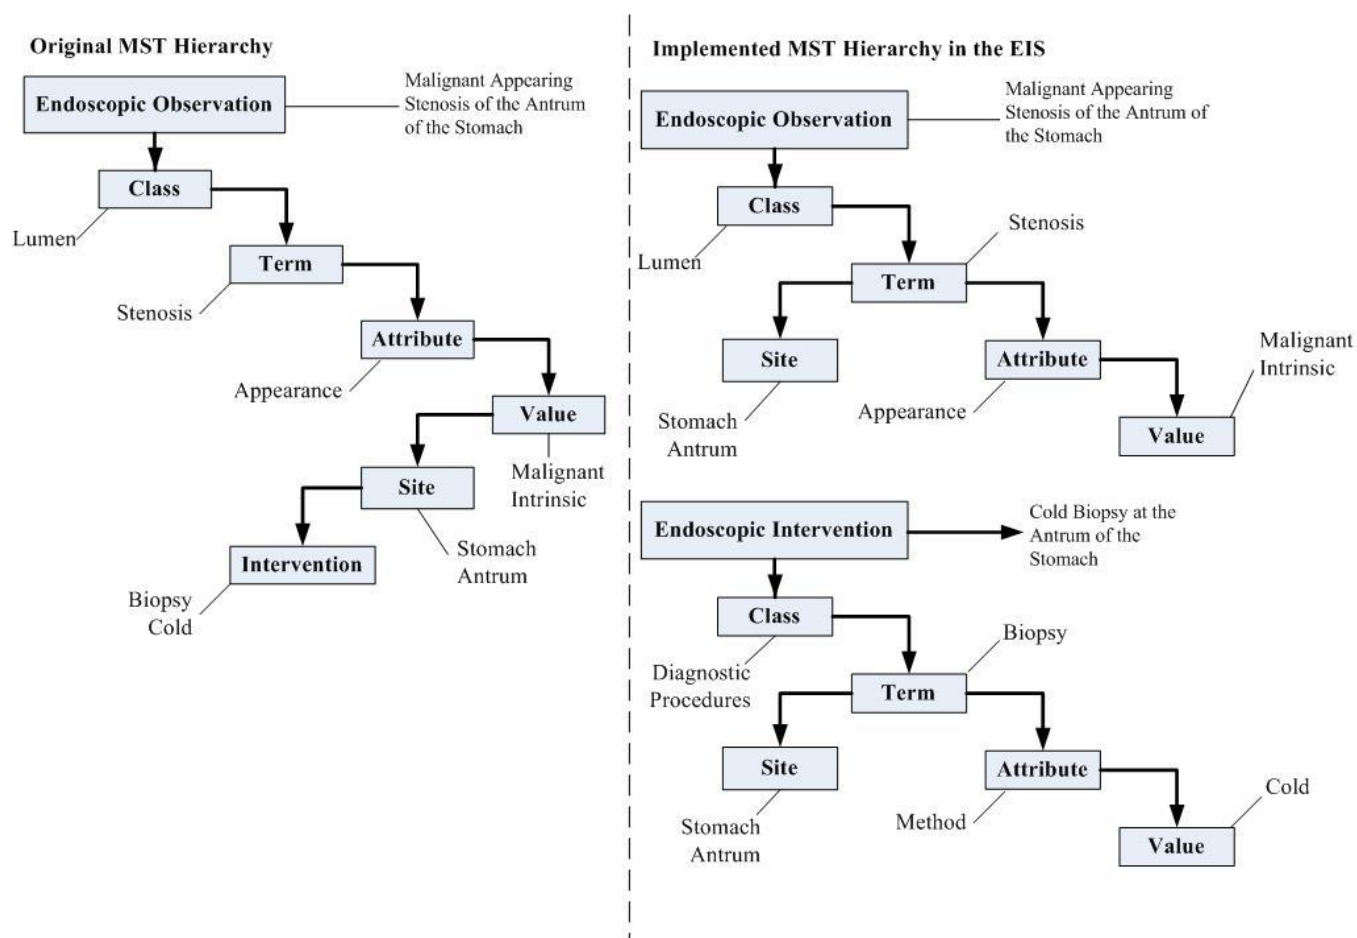 Original MST Hierarchy
Endoscopic Observation
Malignant Appearing
Stenosis of the Antrum
of the Stomach
Class
Lumen
Term
Stenosis
Attribute
Appearance
Value
Malignant
Intrinsic
Site
Stomach
Antrum
Intervention
Biopsy
Cold
Implemented MST Hierarchy in the EIS
Endoscopic Observation
Malignant Appearing
Stenosis of the Antrum of
the Stomach
Class
Lumen
Stenosis
Term
Site
Stomach
Antrum
Attribute
Appearance
Malignant
Intrinsic
Value
Endoscopic Intervention
Cold Biopsy at the
Antrum of the
Stomach
Class
Diagnostic
Procedures
Biopsy
Term
Site
Stomach
Antrum
Attribute
Method
Cold
Value